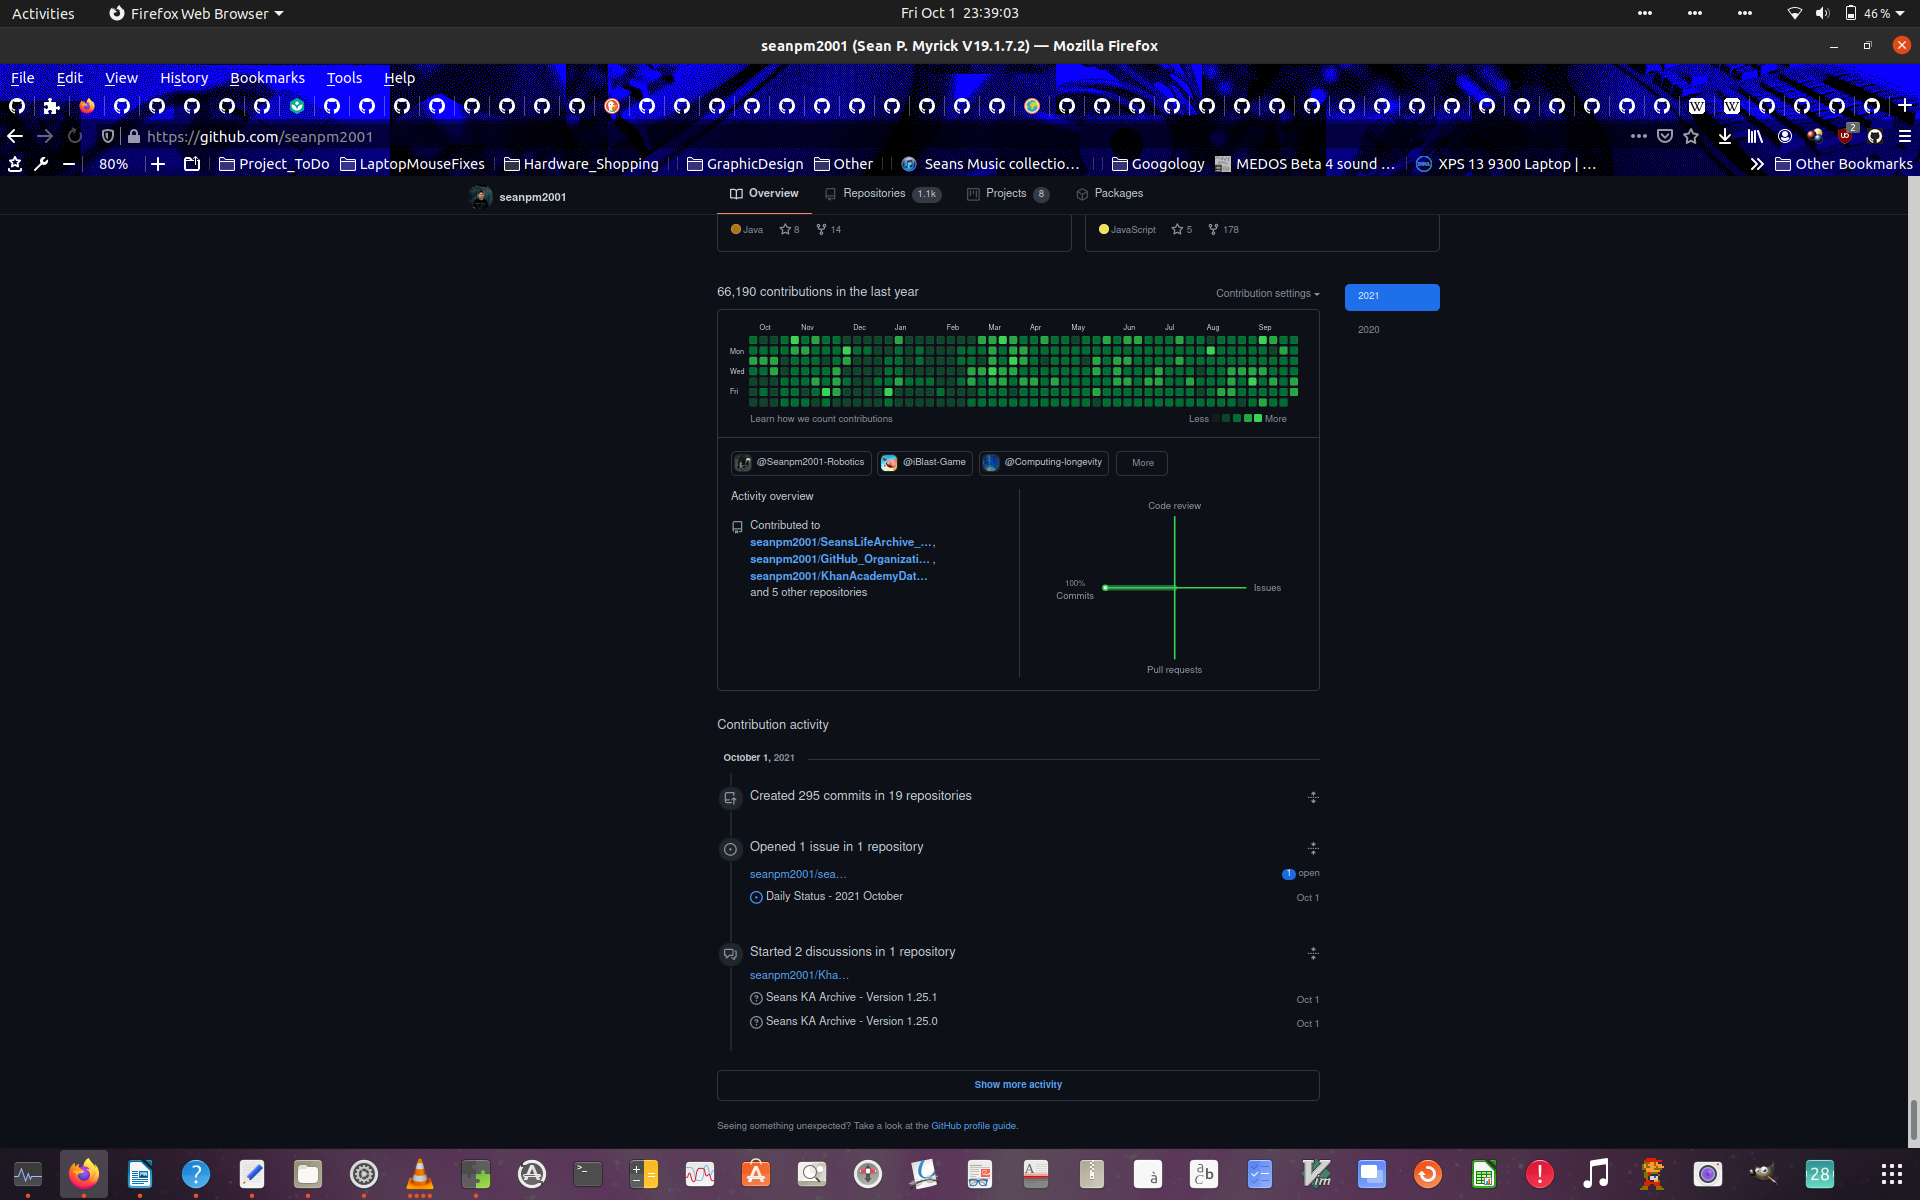 Activities Firefox Web Browser Fri Oct 1 23:39:03 46 %
seanpm2001 (Sean P. Myrick V19.1.7.2) — Mozilla Firefox
File Edit View History Bookmarks Tools Help
https://github.com/seanpm2001 2
80% Project_ToDo LaptopMouseFixes Hardware_Shopping GraphicDesign Other Seans Music collectio… Googology MEDOS Beta 4 sound … XPS 13 9300 Laptop | … Other Bookmarks
seanpm2001 Overview Repositories 1.1k Projects 8 Packages
Java 8 14 JavaScript 5 178
66,190 contributions in the last year Contribution settings 2021
2020
Oct Nov Dec Jan Feb Mar Apr May Jun Jul Aug Sep
Mon
Wed
Fri
Learn how we count contributions Less More
@Seanpm2001-Robotics @iBlast-Game @Computing-longevity More
Activity overview
Contributed to
seanpm2001/SeansLifeArchive_… ,
seanpm2001/GitHub_Organizati… ,
seanpm2001/KhanAcademyDat…
and 5 other repositories
Code review
100%
Commits
Issues
Pull requests
Contribution activity
October 1, 2021
Created 295 commits in 19 repositories
Opened 1 issue in 1 repository
seanpm2001/sea… 1 open
Daily Status - 2021 October Oct 1
Started 2 discussions in 1 repository
seanpm2001/Kha…
Seans KA Archive - Version 1.25.1 Oct 1
Seans KA Archive - Version 1.25.0 Oct 1
Show more activity
Seeing something unexpected? Take a look at the GitHub profile guide.
28